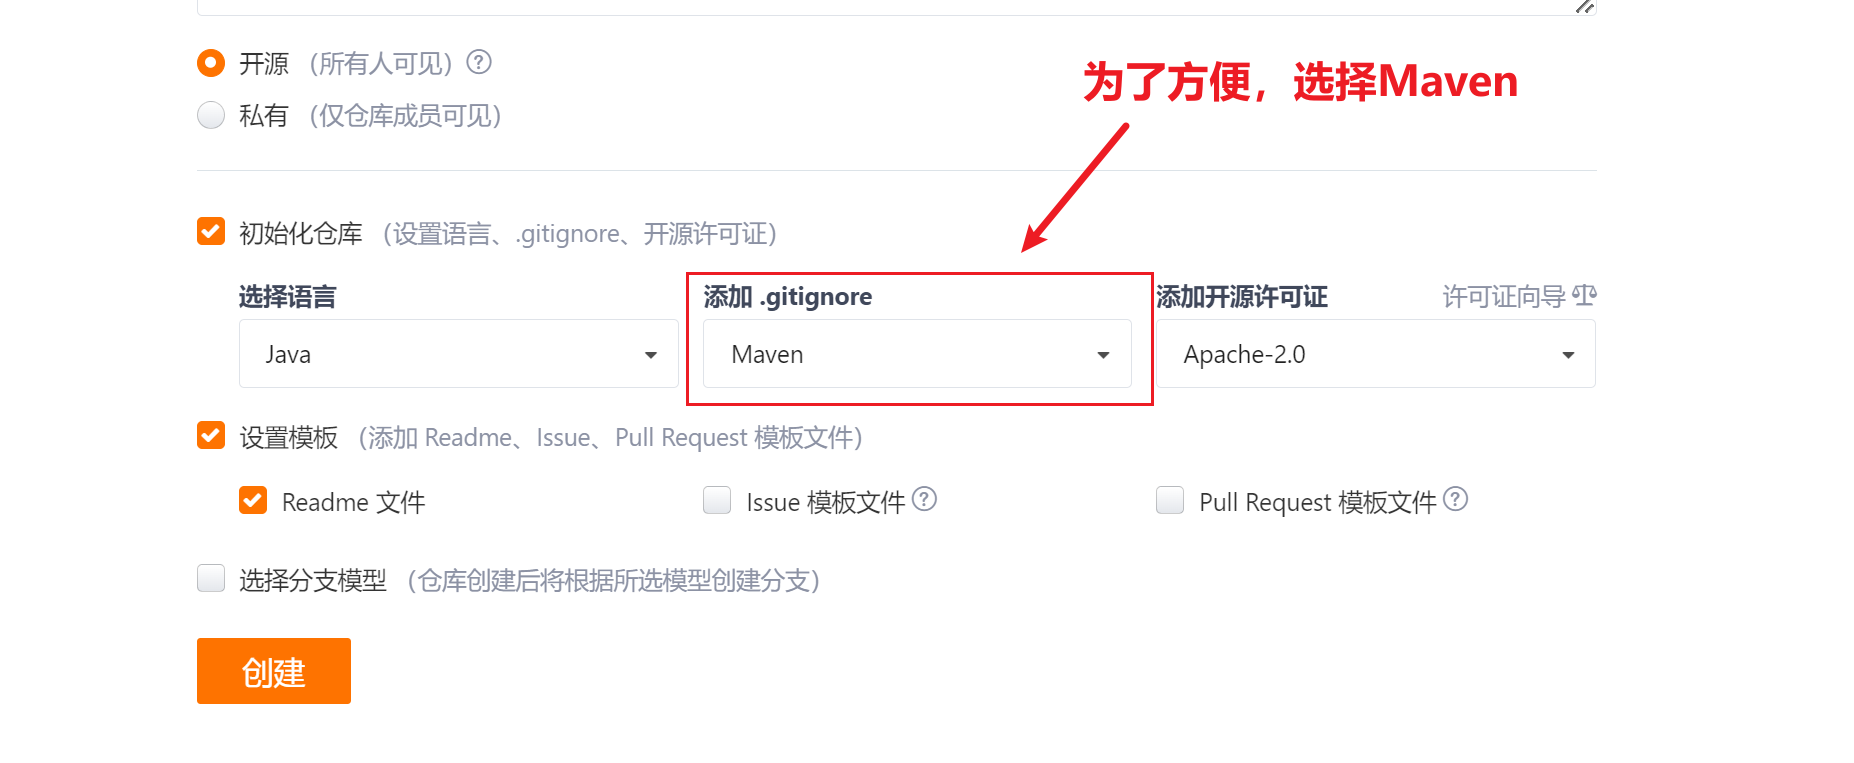 开源 （所有人可见）
为了方便，选择Maven
私有 （仅仓库成员可见）
初始化仓库 （设置语言、.gitignore、开源许可证）
选择语言 添加 .gitignore 添加开源许可证 许可证向导
Java Maven Apache-2.0
设置模板 （添加 Readme、Issue、Pull Request 模板文件）
Readme 文件 Issue 模板文件 Pull Request 模板文件
选择分支模型 （仓库创建后将根据所选模型创建分支）
创建